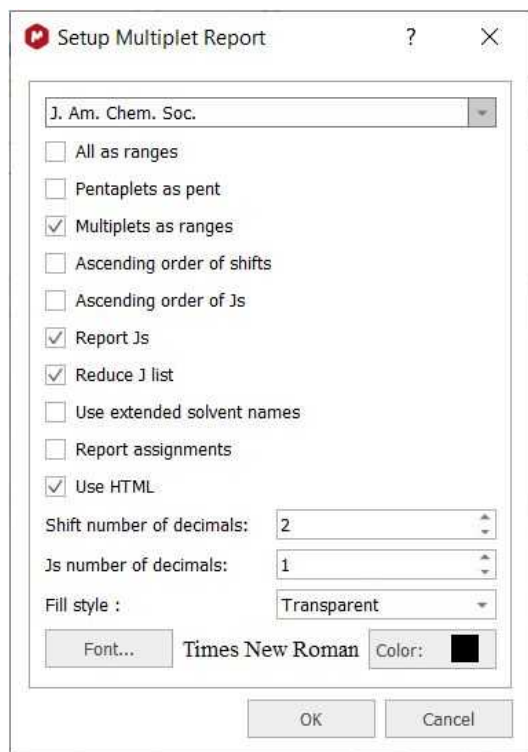 Setup Multiplet Report ?
J. Am. Chem. Soc.
All as ranges
Pentaplets as pent
Multiplets as ranges
Ascending order of shifts
Ascending order of Js
Report Js
Reduce J list
Use extended solvent names
Report assignments
Use HTML
Shift number of decimals: 2
Js number of decimals: 1
Fill style : Transparent
Font... Times New Roman Color:
OK Cancel